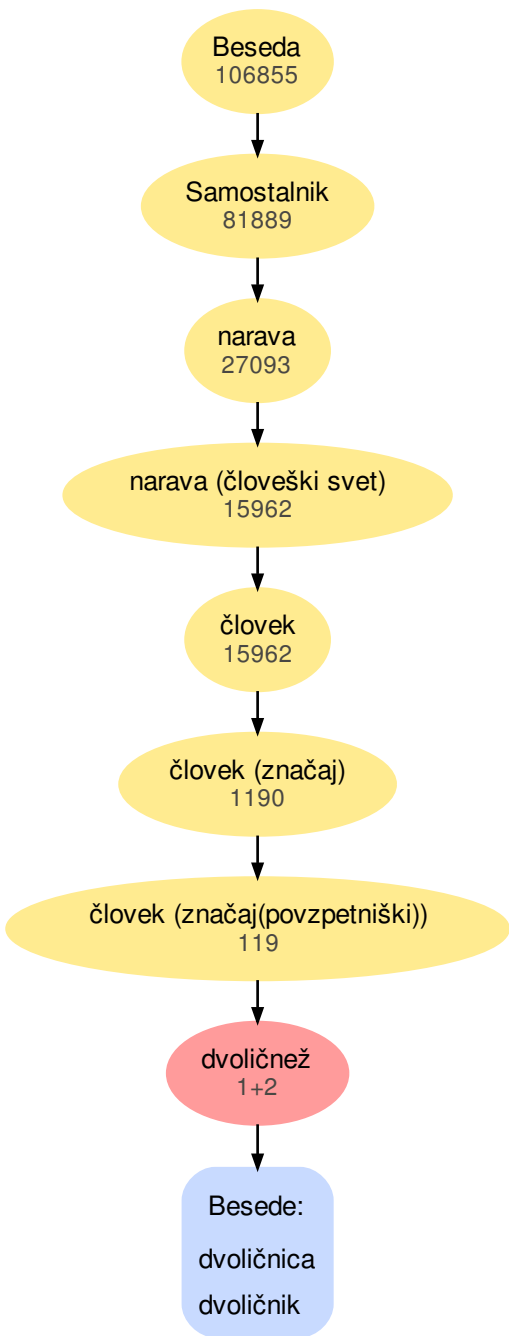 Beseda
106855
Samostalnik
81889
narava
27093
narava (človeški svet)
15962
človek
15962
človek (značaj)
1190
človek (značaj(povzpetniški))
119
dvoličnež
1+2
Besede:
dvoličnica
dvoličnik